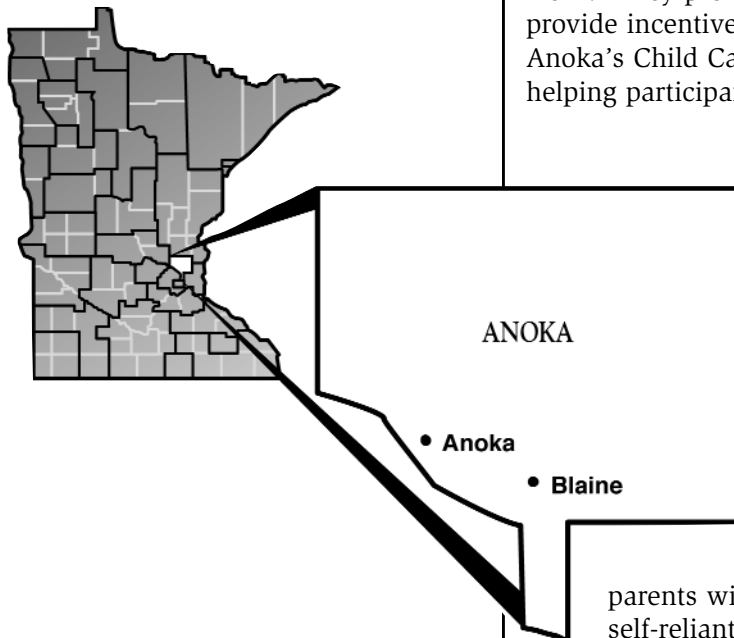 provide incentive
Anoka's Child Ca
helping participa
ANOKA
Anoka
Blaine
parents wi
self-reliant